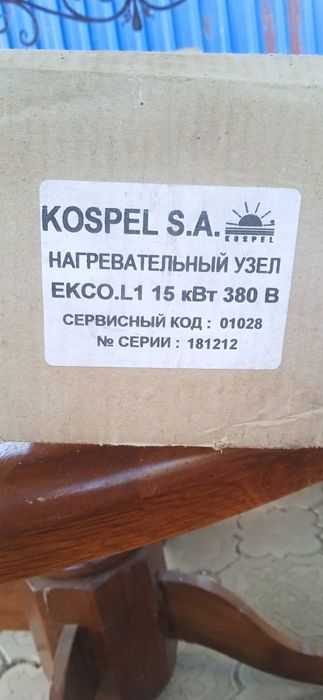 KOSPEL S.A.
KOSPEL
НАГРЕВАТЕЛЬНЫЙ УЗЕЛ
EKCO.L1 15 кВт 380 В
СЕРВИСНЫЙ КОД : 01028
№ СЕРИИ : 181212